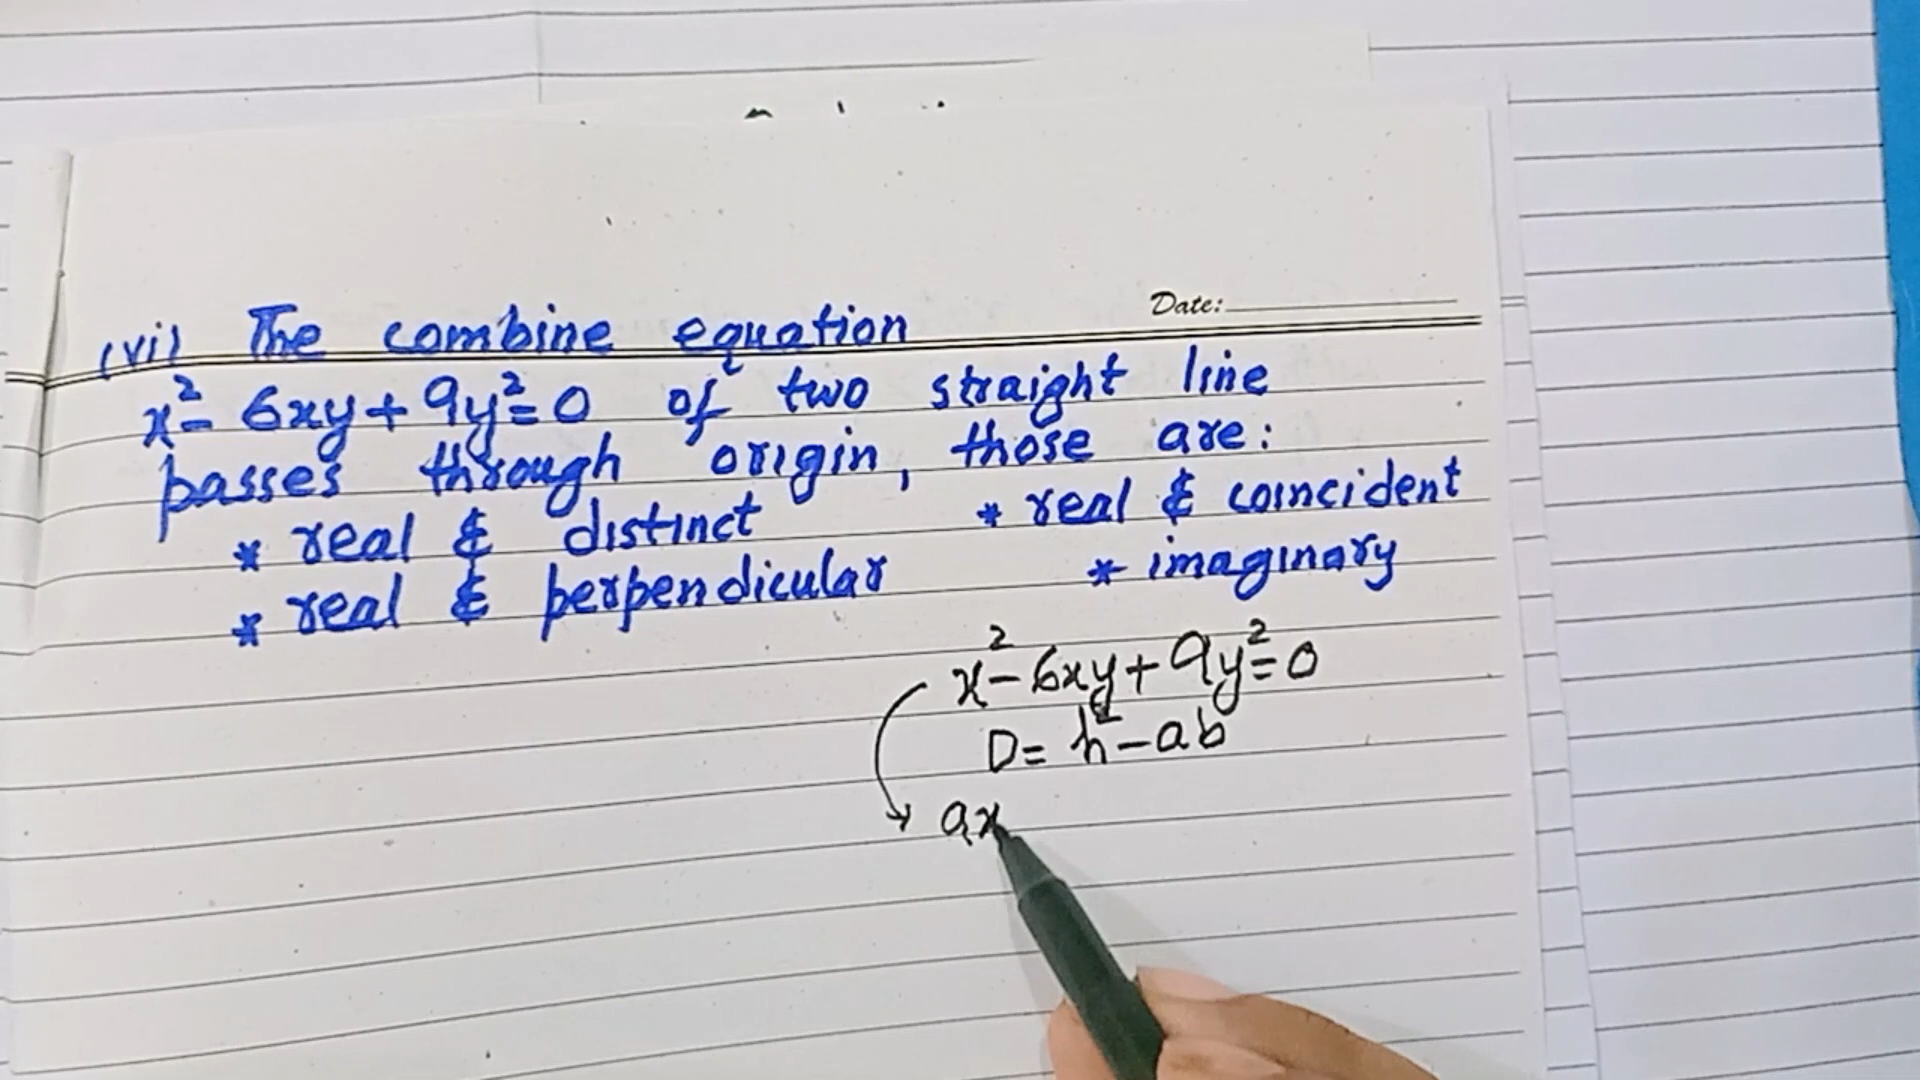 Date:
(vi) The combine equation
x² - 6xy + 9y² = 0 of two straight line
passes through origin, those are:
* real & distinct * real & coincident
* real & perpendicular * imaginary
x² - 6xy + 9y² = 0
D = h² - ab
ax